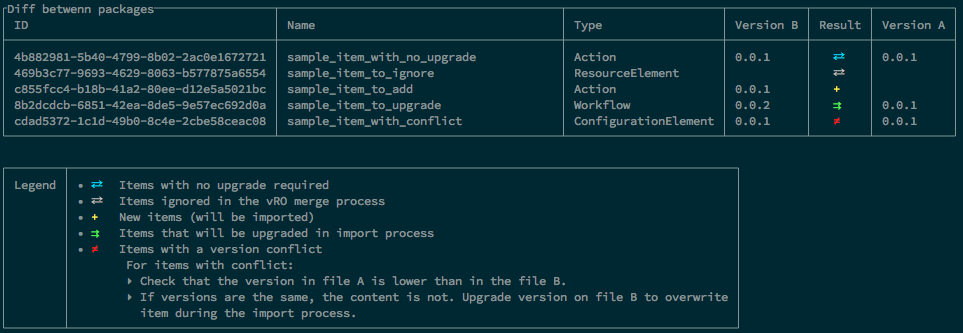 Diff betwenn packages
ID Name Type Version B Result Version A
4b882981-5b40-4799-8b02-2ac0e1672721 sample_item_with_no_upgrade Action 0.0.1 ⇄ 0.0.1
469b3c77-9693-4629-8063-b577875a6554 sample_item_to_ignore ResourceElement ⇄
c855fcc4-b18b-41a2-80ee-d12e5a5021bc sample_item_to_add Action 0.0.1 +
8b2dcdcb-6851-42ea-8de5-9e57ec692d0a sample_item_to_upgrade Workflow 0.0.2 ⇉ 0.0.1
cdad5372-1c1d-49b0-8c4e-2cbe58ceac08 sample_item_with_conflict ConfigurationElement 0.0.1 ≠ 0.0.1
Legend • ⇄ Items with no upgrade required
• ⇄ Items ignored in the vRO merge process
• + New items (will be imported)
• ⇉ Items that will be upgraded in import process
• ≠ Items with a version conflict
For items with conflict:
‣ Check that the version in file A is lower than in the file B.
‣ If versions are the same, the content is not. Upgrade version on file B to overwrite
item during the import process.